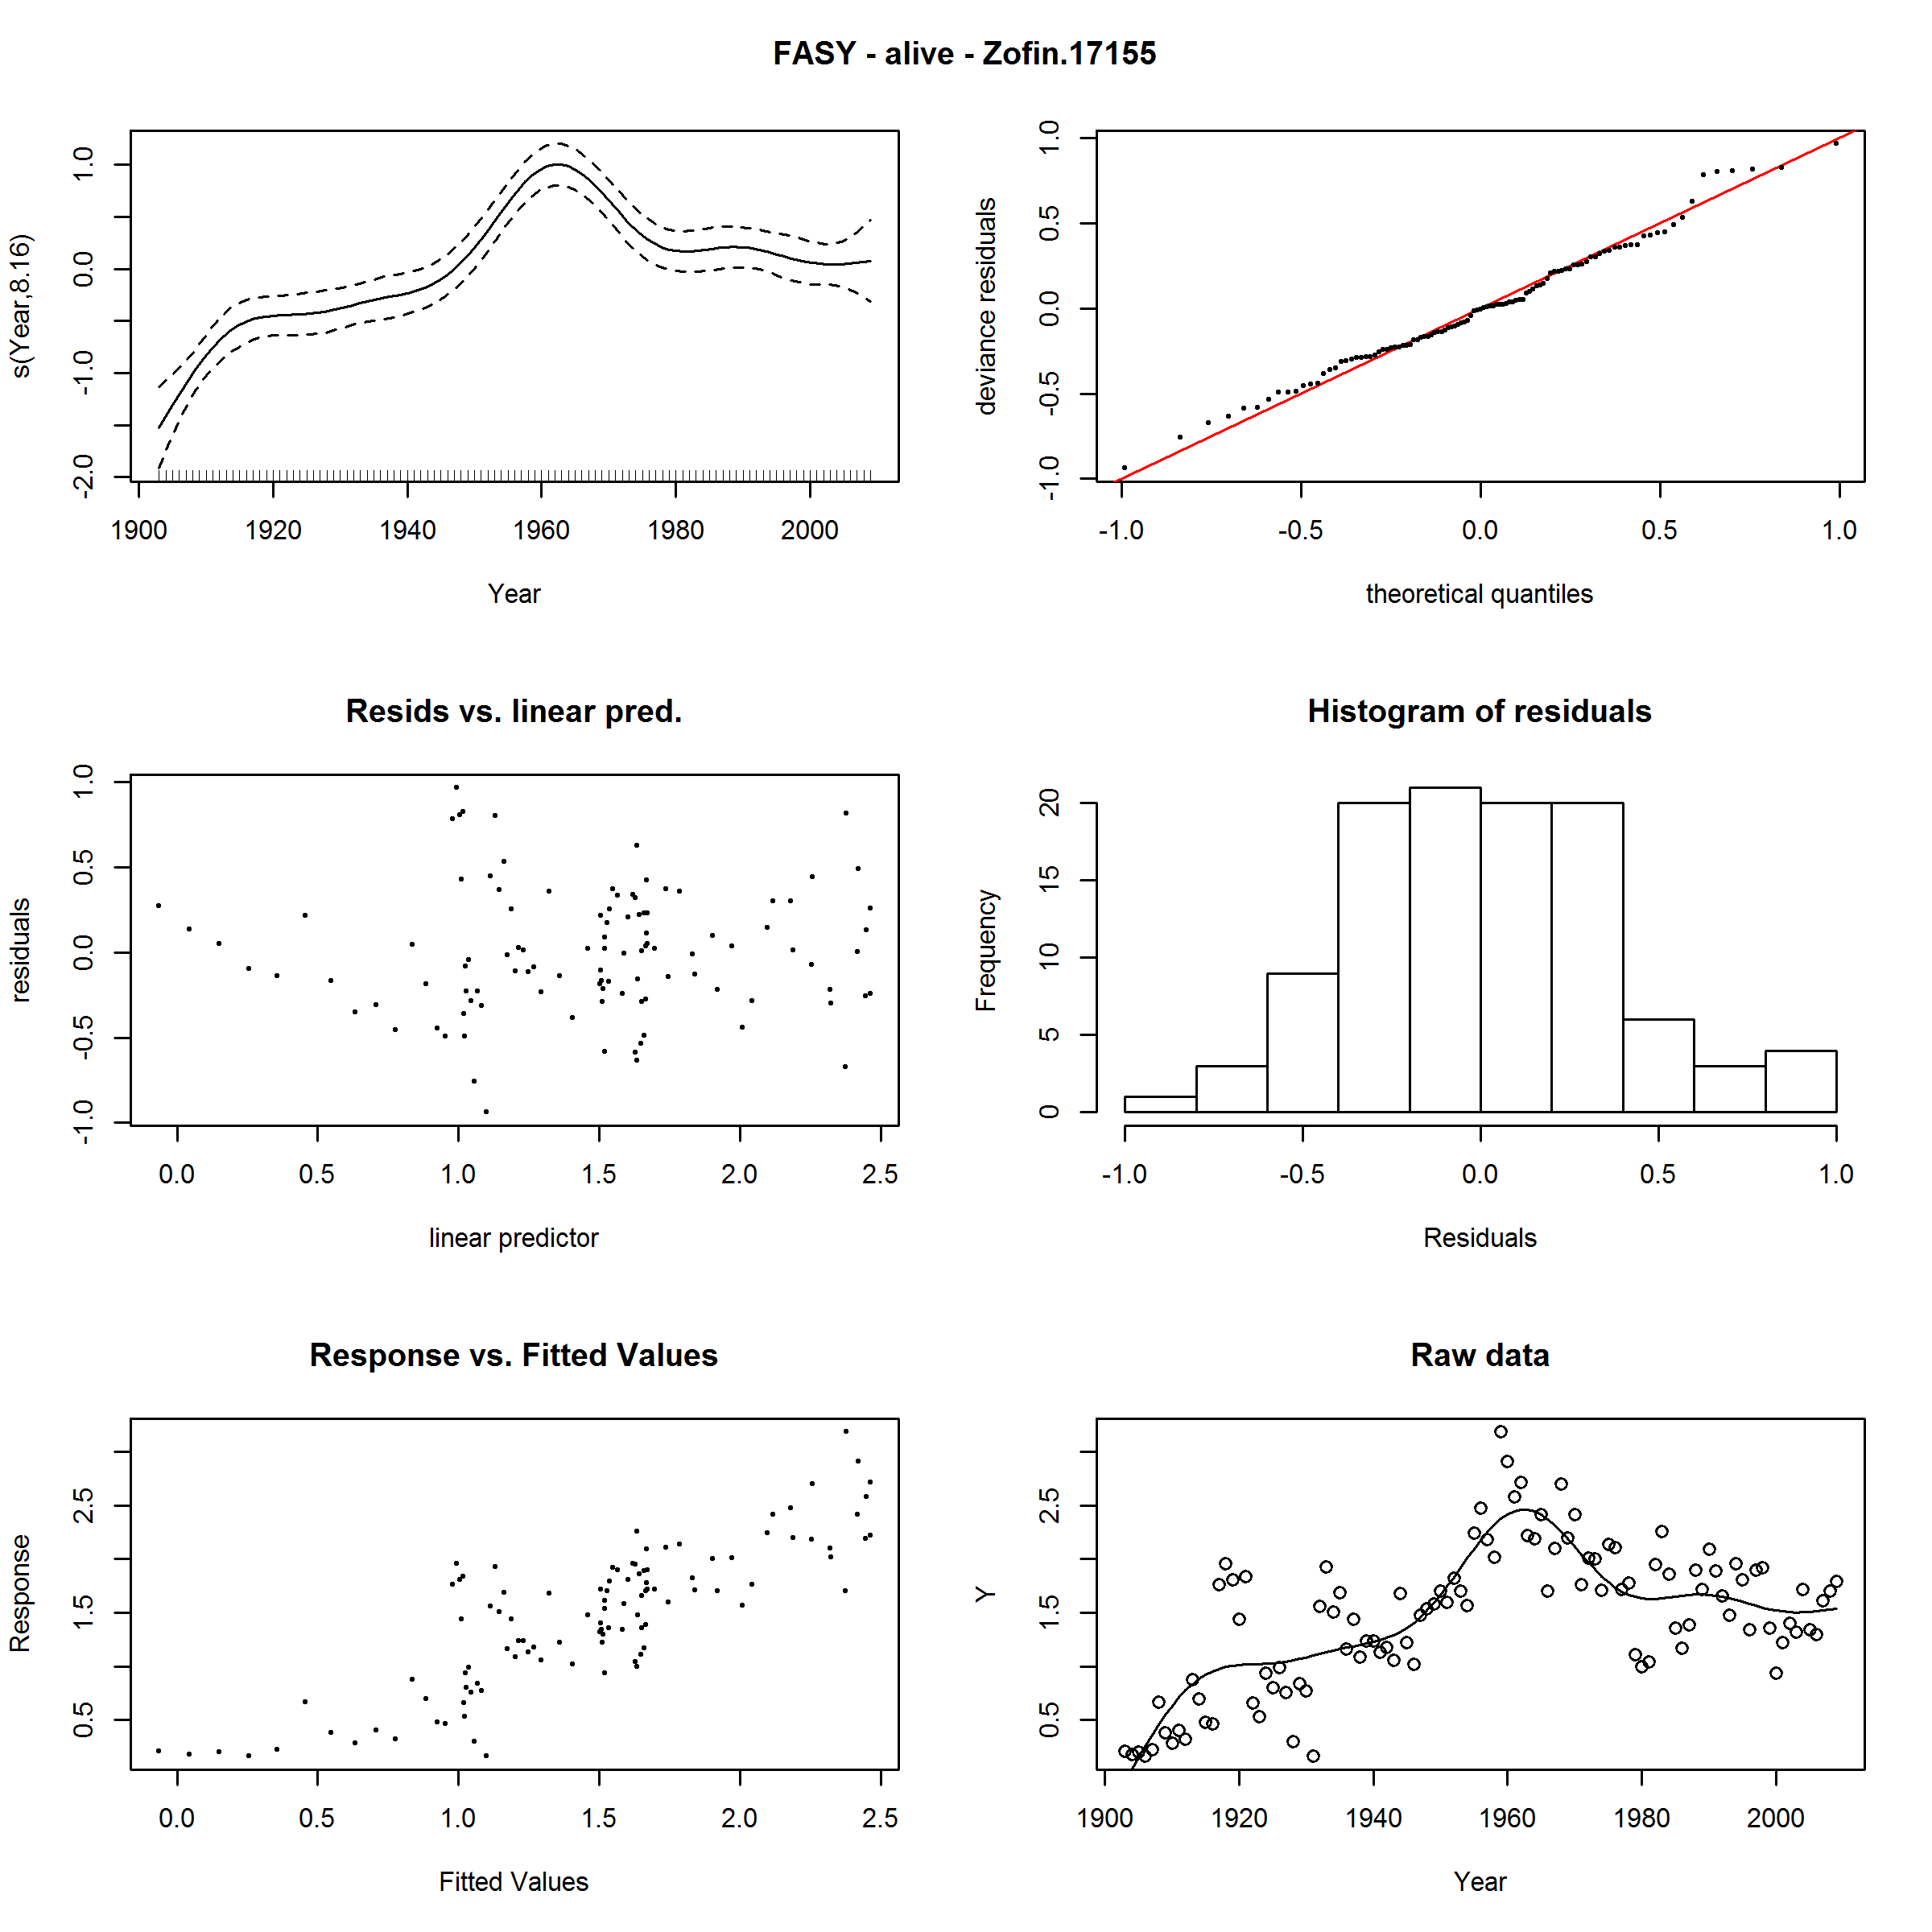 FASY - alive - Zofin.17155
s(Year,8.16)
1.0
0.0
-1.0
-2.0
1900 1920 1940 1960 1980 2000
Year
deviance residuals
1.0
0.5
0.0
-0.5
-1.0
-1.0 -0.5 0.0 0.5 1.0
theoretical quantiles
Resids vs. linear pred.
residuals
1.0
0.5
0.0
-0.5
-1.0
0.0 0.5 1.0 1.5 2.0 2.5
linear predictor
Histogram of residuals
Frequency
20
15
10
5
0
-1.0 -0.5 0.0 0.5 1.0
Residuals
Response vs. Fitted Values
Response
2.5
1.5
0.5
0.0 0.5 1.0 1.5 2.0 2.5
Fitted Values
Raw data
Y
2.5
1.5
0.5
1900 1920 1940 1960 1980 2000
Year